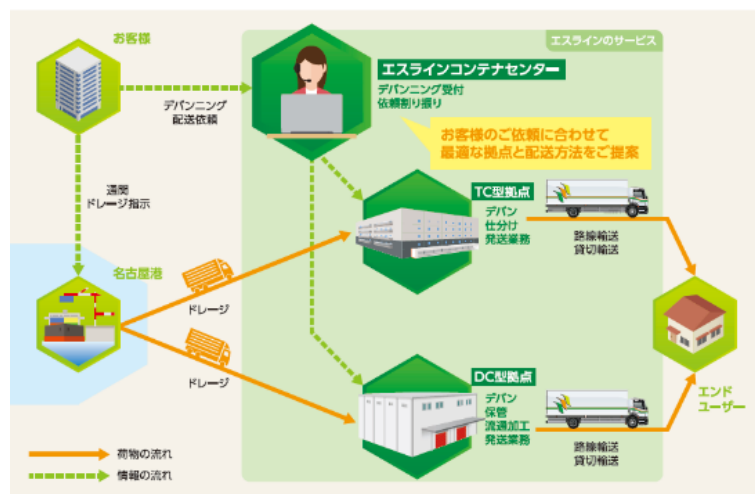 お客様
エスラインのサービス
エスラインコンテナセンター
デバンニング受付
依頼割り振り
デバンニング
配送依頼
お客様のご依頼に合わせて
最適な拠点と配送方法をご提案
通関
ドレージ指示
TC型拠点
デバン
仕分け
発送業務
路線輸送
貸切輸送
名古屋港
ドレージ
ドレージ
DC型拠点
デバン
保管
流通加工
発送業務
路線輸送
貸切輸送
エンド
ユーザー
荷物の流れ
情報の流れ